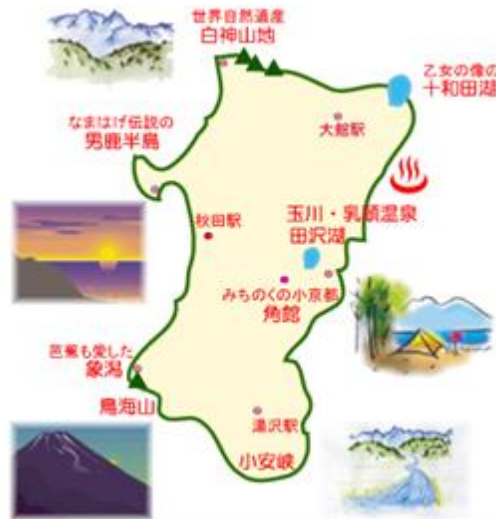 世界自然遺産
白神山地
乙女の像の
十和田湖
大館駅
なまはげ伝説の
男鹿半島
玉川・乳頭温泉
田沢湖
秋田駅
みちのくの小京都
角館
芭蕉も愛した
象潟
鳥海山
湯沢駅
小安峡